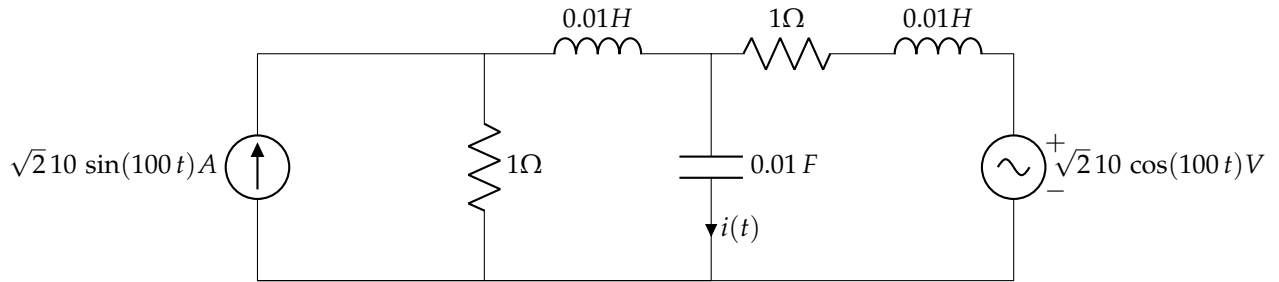 0.01H
1Ω
0.01H
√2 10 sin(100 t)A
1Ω
0.01 F
+
√2 10 cos(100 t)V
−
i(t)